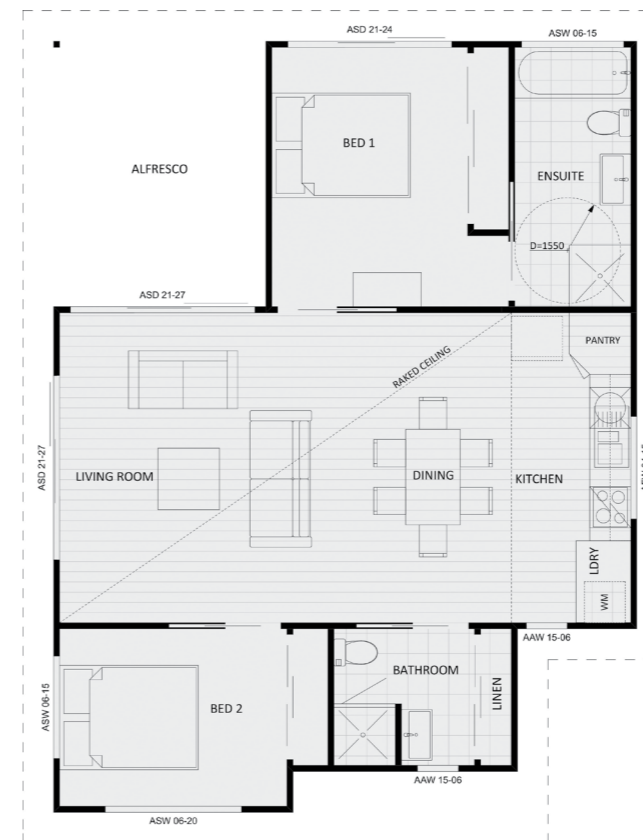 ASD 21-24
ASW 06-15
BED 1
ALFRESCO
ENSUITE
D=1550
ASD 21-27
PANTRY
RAKED CEILING
ASD 21-27
LIVING ROOM
DINING
KITCHEN
LDRY
WM
AAW 15-06
BATHROOM
LINEN
ASW 06-15
BED 2
AAW 15-06
ASW 06-20